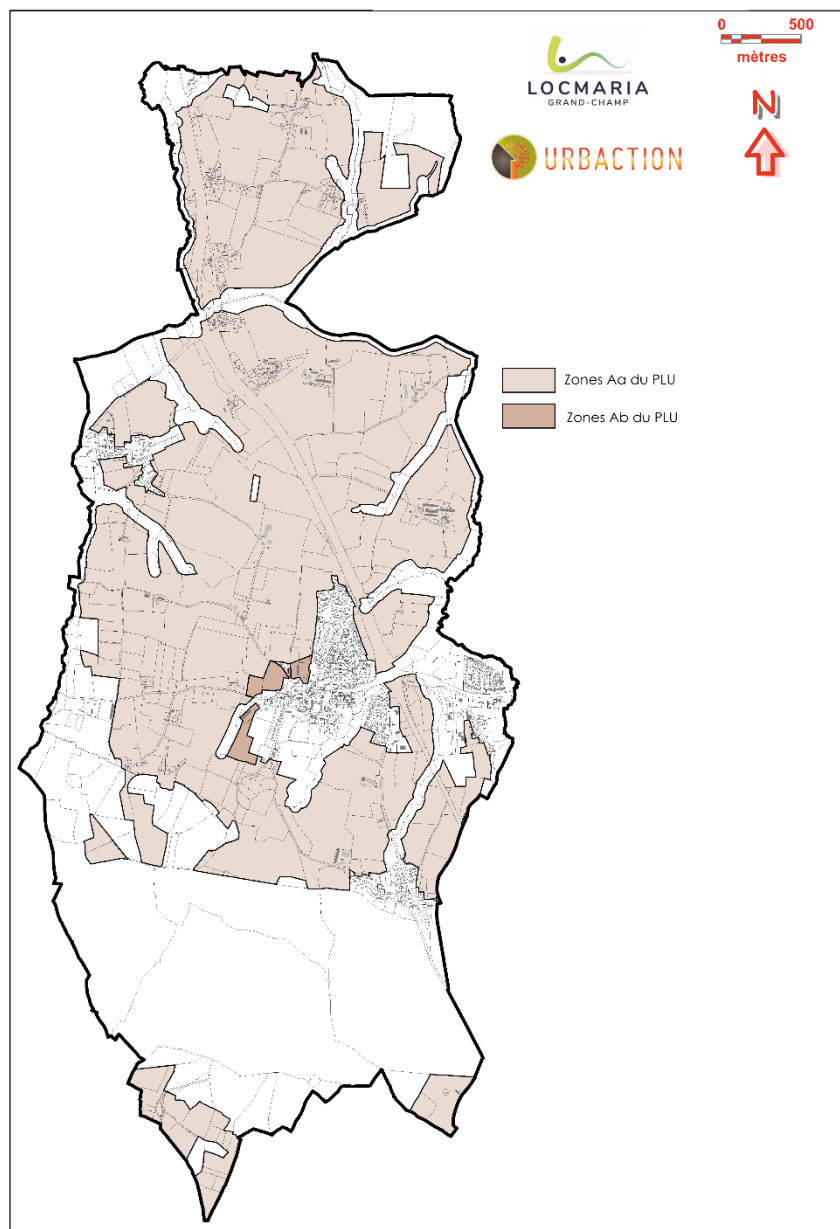 0 500
mètres
LOCMARIA
GRAND-CHAMP
N
URBACTION
Zones Aa du PLU
Zones Ab du PLU